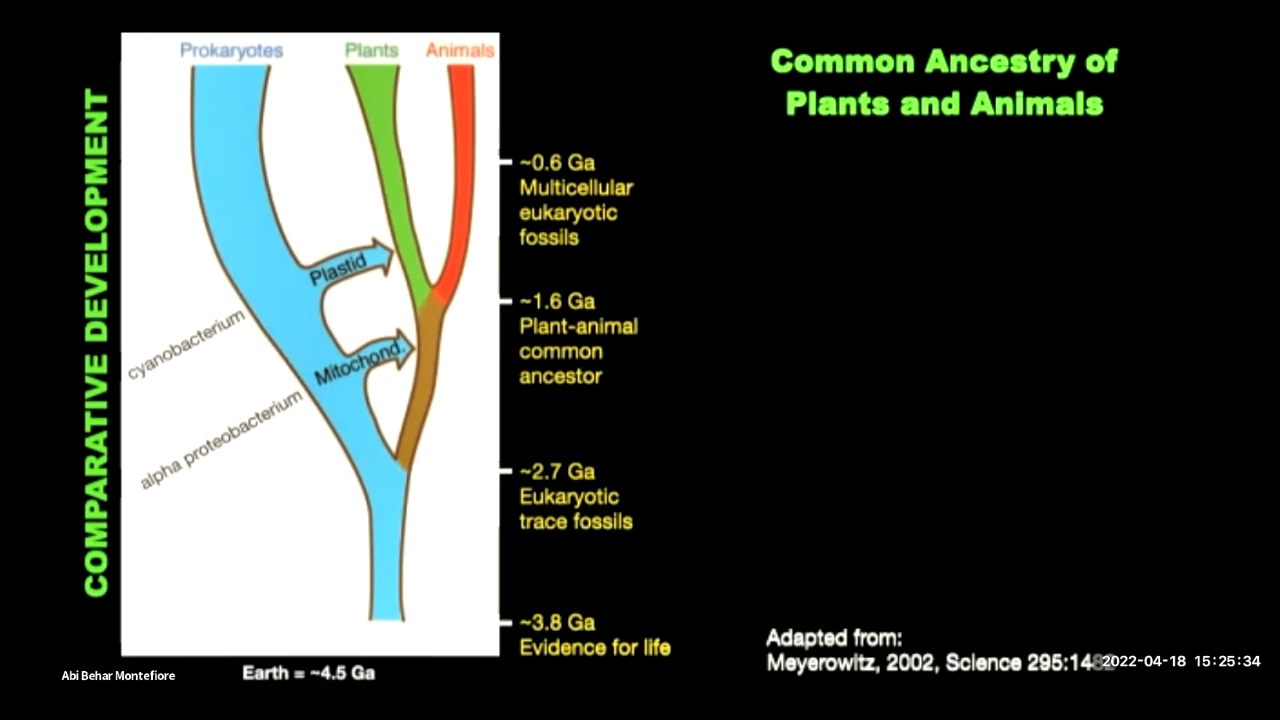 COMPARATIVE DEVELOPMENT
Prokaryotes
Plants
Animals
Plastid
Mitochond.
cyanobacterium
alpha proteobacterium
~0.6 Ga
Multicellular
eukaryotic
fossils
~1.6 Ga
Plant-animal
common
ancestor
~2.7 Ga
Eukaryotic
trace fossils
~3.8 Ga
Evidence for life
Earth = ~4.5 Ga
Abi Behar Montefiore
Common Ancestry of
Plants and Animals
Adapted from:
Meyerowitz, 2002, Science
2022-04-18 15:25:34